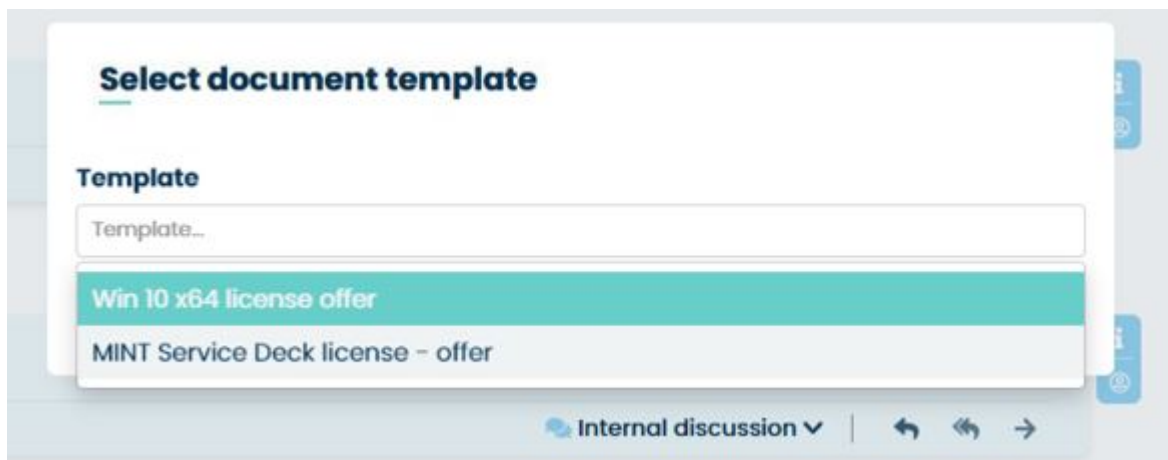 Select document template
Template
Template...
Win 10 x64 license offer
MINT Service Deck license - offer
Internal discussion